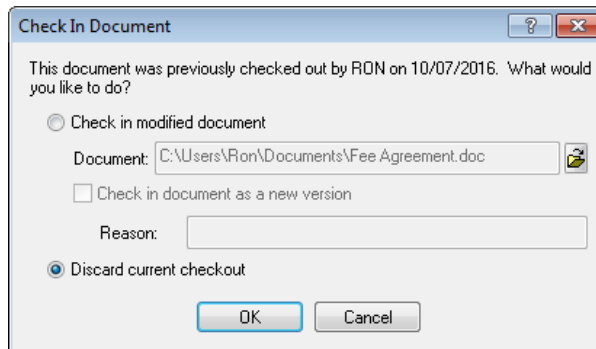 Check In Document
?
This document was previously checked out by RON on 10/07/2016. What would
you like to do?
Check in modified document
Document: C:\Users\Ron\Documents\Fee Agreement.doc
Check in document as a new version
Reason:
Discard current checkout
OK Cancel